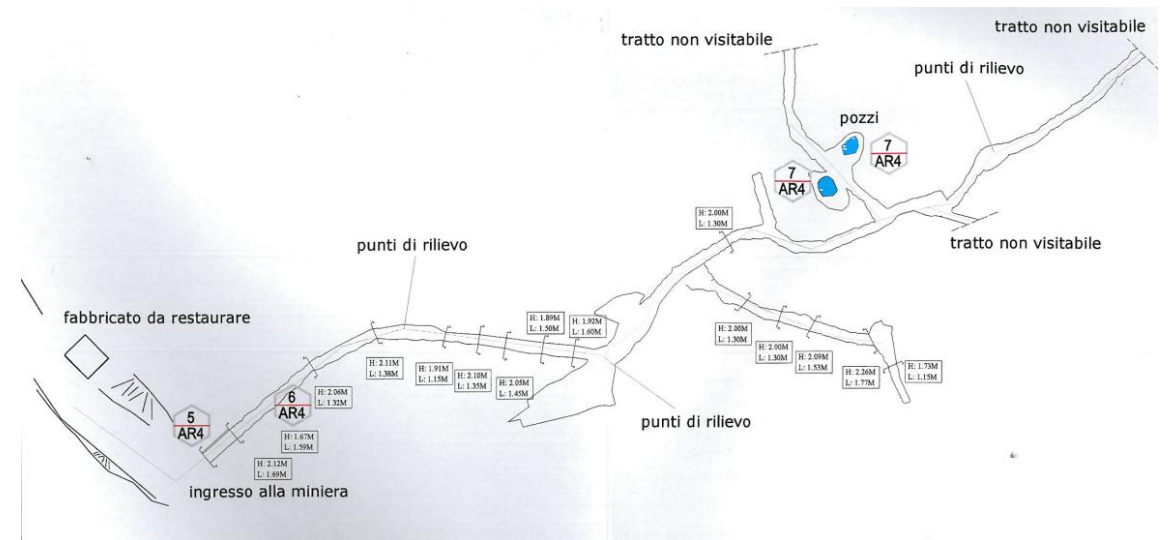 tratto non visitabile
tratto non visitabile
punti di rilievo
pozzi
7
AR4
7
AR4
H: 2.00M
L: 1.30M
tratto non visitabile
punti di rilievo
fabbricato da restaurare
H: 1.89M
L: 1.50M
H: 1.92M
L: 1.60M
H: 2.11M
L: 1.38M
H: 1.91M
L: 1.15M
H: 2.10M
L: 1.35M
H: 2.05M
L: 1.45M
H: 2.00M
L: 1.30M
H: 2.00M
L: 1.30M
H: 2.09M
L: 1.53M
H: 2.26M
L: 1.77M
H: 1.73M
L: 1.15M
H: 2.06M
L: 1.32M
5
AR4
6
AR4
punti di rilievo
H: 1.67M
L: 1.59M
H: 2.12M
L: 1.69M
ingresso alla miniera